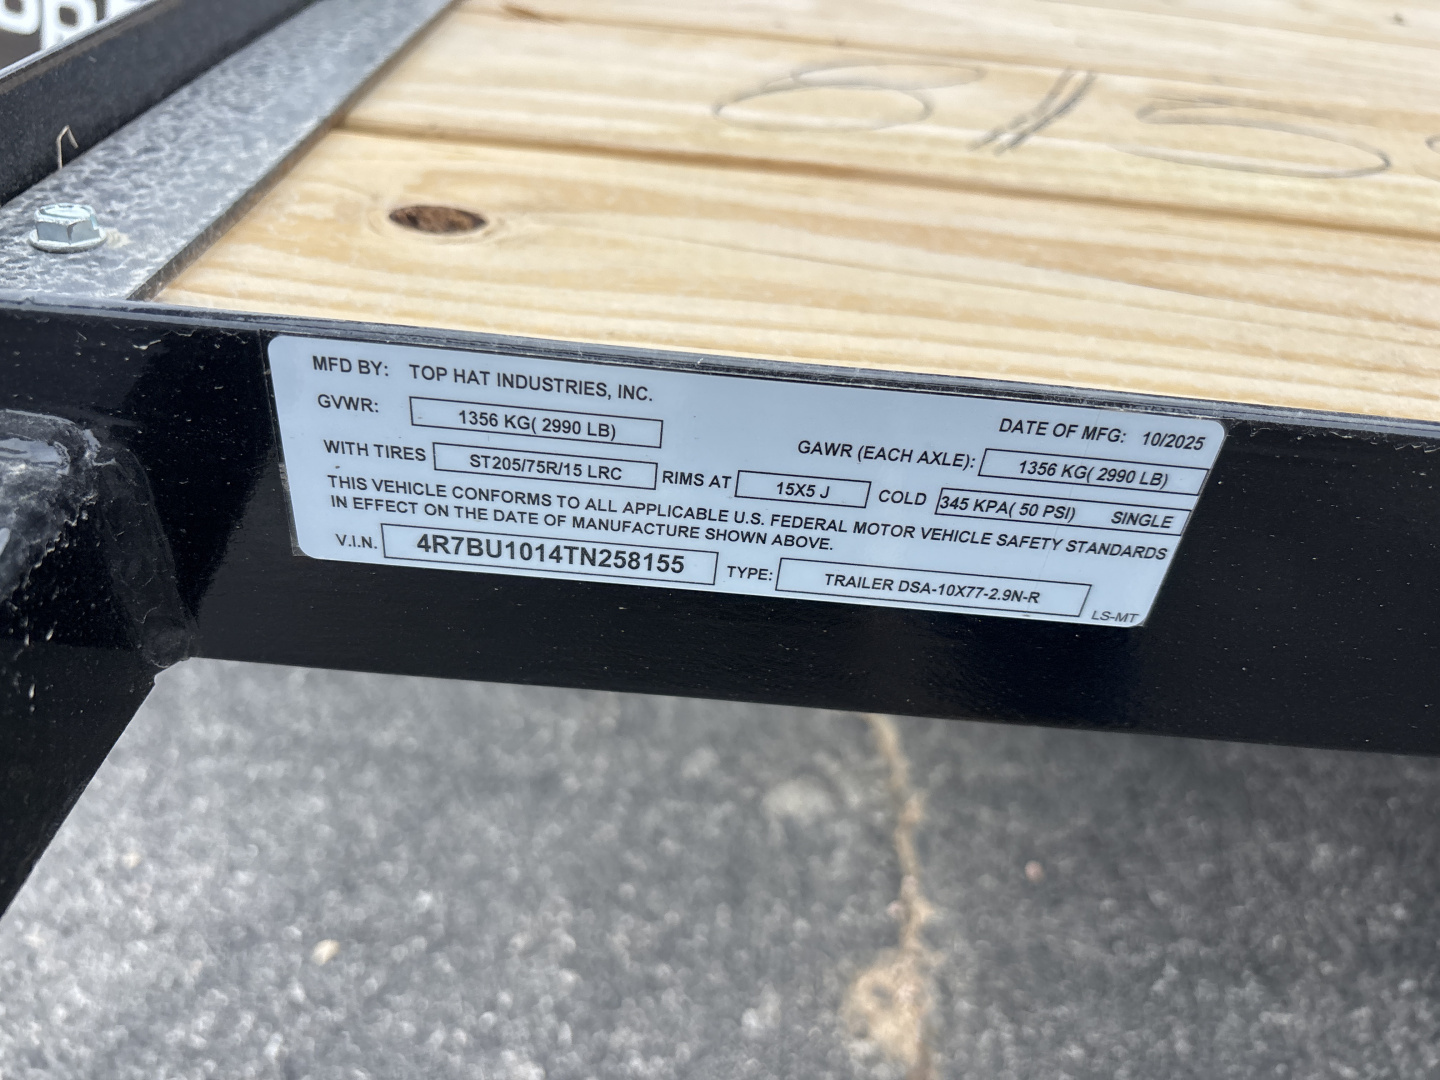 MFD BY: TOP HAT INDUSTRIES, INC.
DATE OF MFG: 10/2025
GVWR: 1356 KG( 2990 LB)
GAWR (EACH AXLE): 1356 KG( 2990 LB)
WITH TIRES ST205/75R/15 LRC RIMS AT 15X5 J COLD 345 KPA( 50 PSI) SINGLE
THIS VEHICLE CONFORMS TO ALL APPLICABLE U.S. FEDERAL MOTOR VEHICLE SAFETY STANDARDS
IN EFFECT ON THE DATE OF MANUFACTURE SHOWN ABOVE.
V.I.N. 4R7BU1014TN258155 TYPE: TRAILER DSA-10X77-2.9N-R
LS-MT